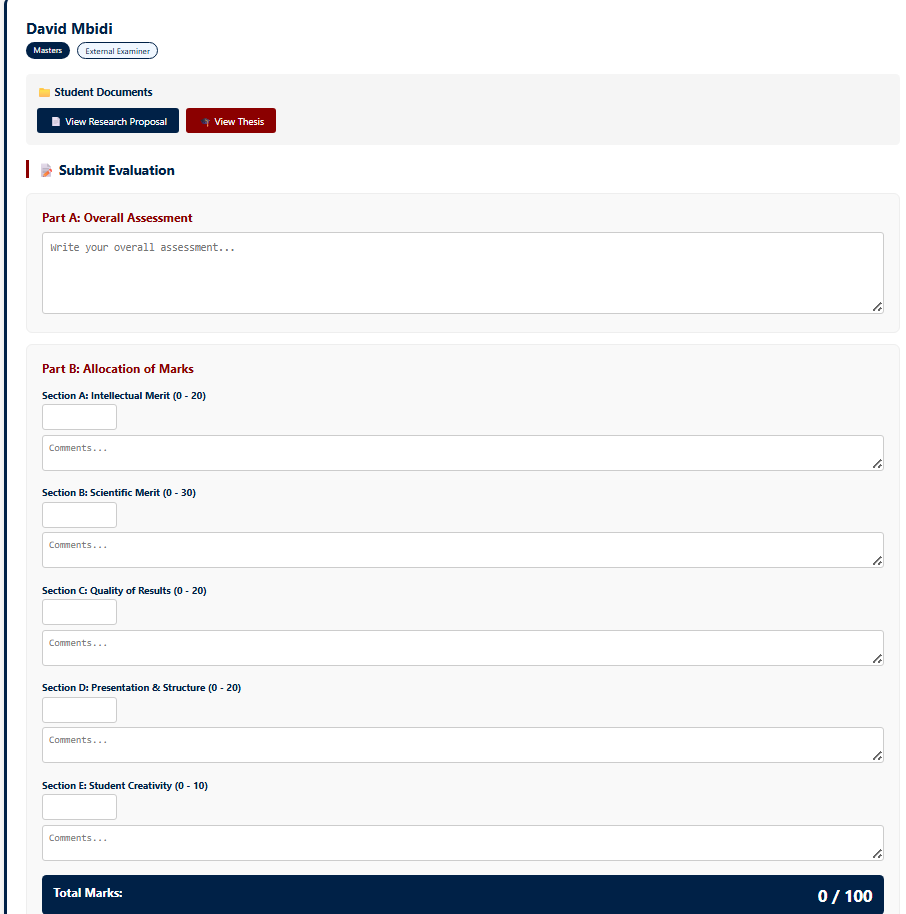 David Mbidi
Masters External Examiner
Student Documents
View Research Proposal View Thesis
Submit Evaluation
Part A: Overall Assessment
Write your overall assessment...
Part B: Allocation of Marks
Section A: Intellectual Merit (0 - 20)
Comments...
Section B: Scientific Merit (0 - 30)
Comments...
Section C: Quality of Results (0 - 20)
Comments...
Section D: Presentation & Structure (0 - 20)
Comments...
Section E: Student Creativity (0 - 10)
Comments...
Total Marks: 0 / 100